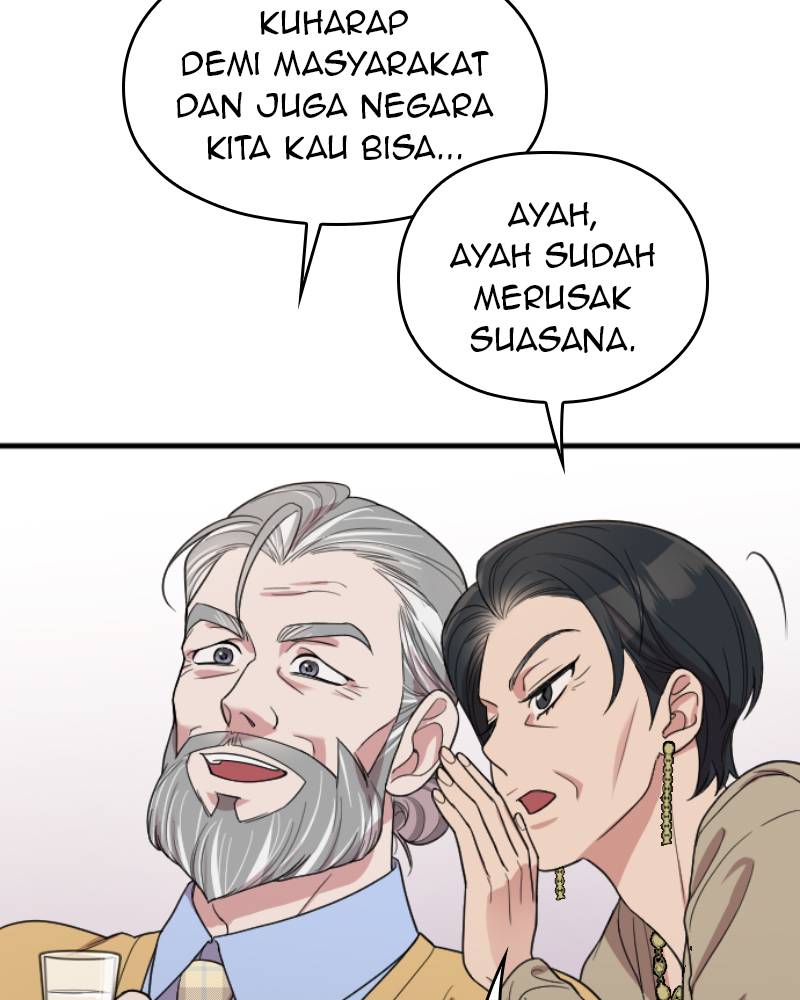 KUHARAP
DEMI MASYARAKAT
DAN JUGA NEGARA
KITA KAU BISA...
AYAH,
AYAH SUDAH
MERUSAK
SUASANA.